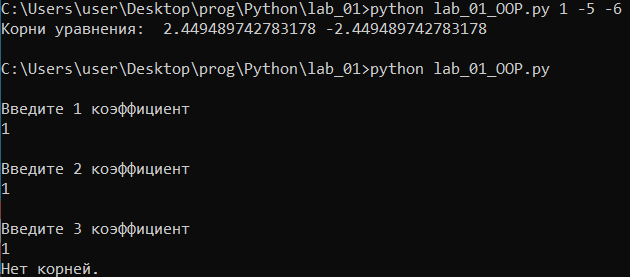 C:\Users\user\Desktop\prog\Python\lab_01>python lab_01_OOP.py 1 -5 -6
Корни уравнения:  2.449489742783178 -2.449489742783178
C:\Users\user\Desktop\prog\Python\lab_01>python lab_01_OOP.py
Введите 1 коэффициент
1
Введите 2 коэффициент
1
Введите 3 коэффициент
1
Нет корней.